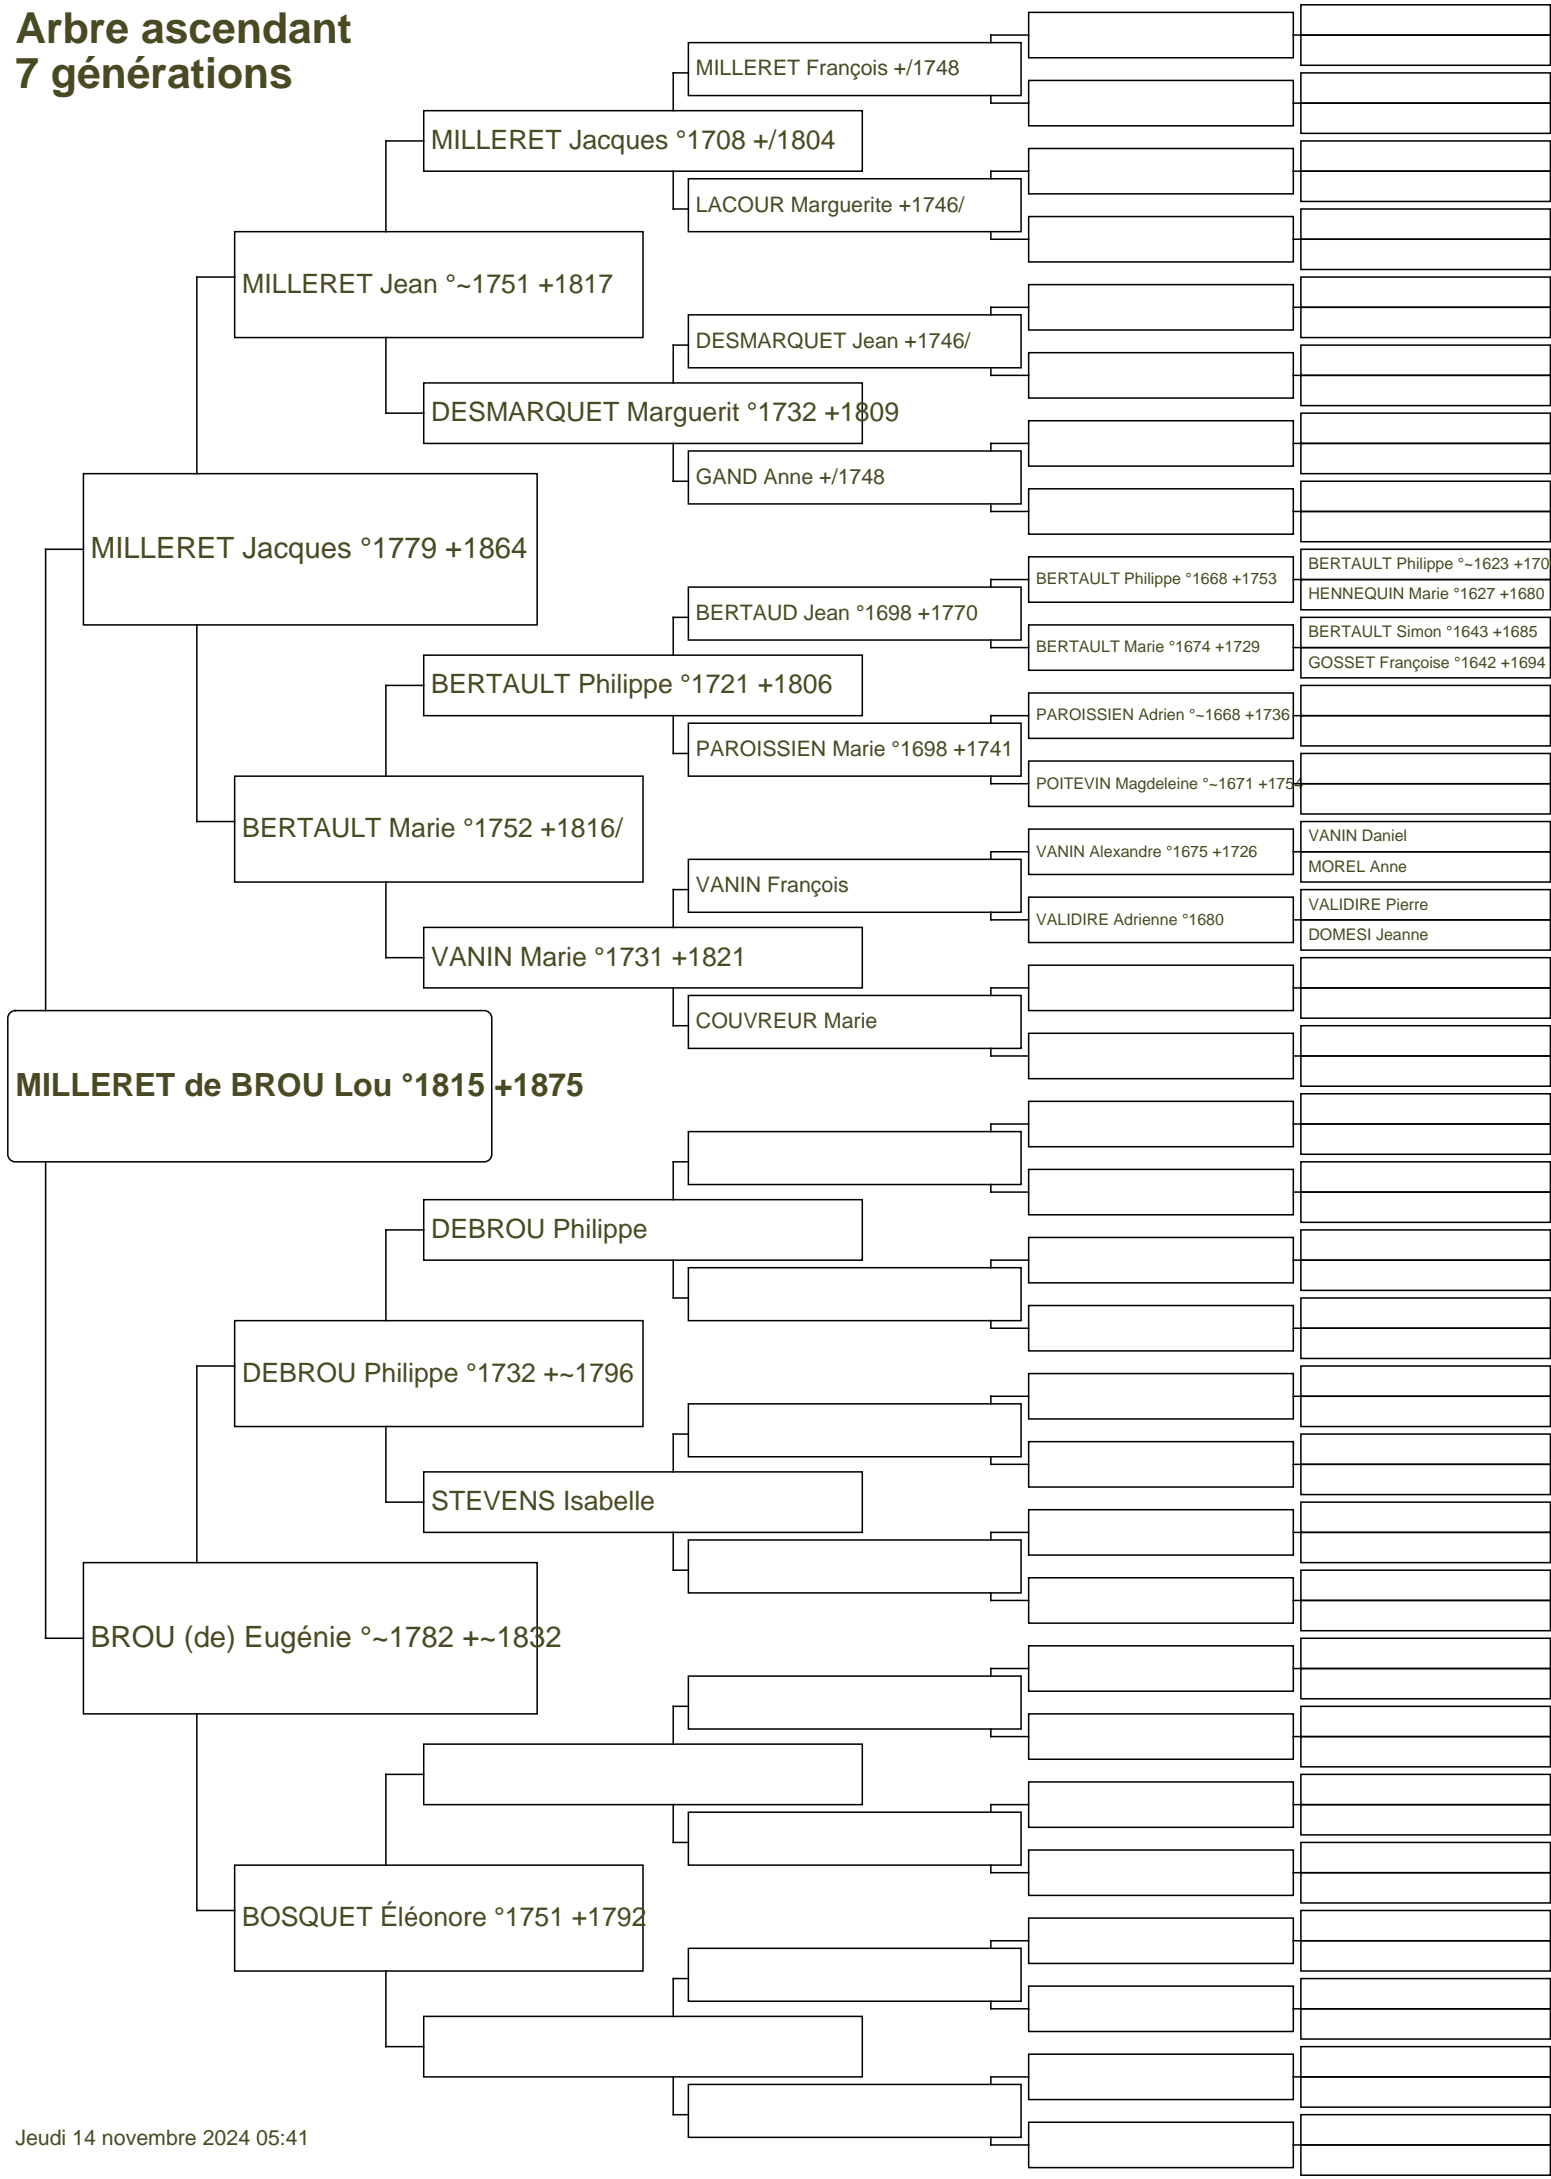 Arbre ascendant
7 générations
MILLERET François +/1748
MILLERET Jacques °1708 +/1804
LACOUR Marguerite +1746/
MILLERET Jean °~1751 +1817
DESMARQUET Jean +1746/
DESMARQUET Marguerit °1732 +1809
GAND Anne +/1748
MILLERET Jacques °1779 +1864
BERTAULT Philippe °~1623 +170
BERTAULT Philippe °1668 +1753
HENNEQUIN Marie °1627 +1680
BERTAUD Jean °1698 +1770
BERTAULT Simon °1643 +1685
BERTAULT Marie °1674 +1729
GOSSET Françoise °1642 +1694
BERTAULT Philippe °1721 +1806
PAROISSIEN Adrien °~1668 +1736
PAROISSIEN Marie °1698 +1741
POITEVIN Magdeleine °~1671 +1754
BERTAULT Marie °1752 +1816/
VANIN Daniel
VANIN Alexandre °1675 +1726
MOREL Anne
VANIN François
VALIDIRE Pierre
VALIDIRE Adrienne °1680
DOMESI Jeanne
VANIN Marie °1731 +1821
COUVREUR Marie
MILLERET de BROU Lou °1815 +1875
DEBROU Philippe
DEBROU Philippe °1732 +~1796
STEVENS Isabelle
BROU (de) Eugénie °~1782 +~1832
BOSQUET Éléonore °1751 +1792
Jeudi 14 novembre 2024 05:41